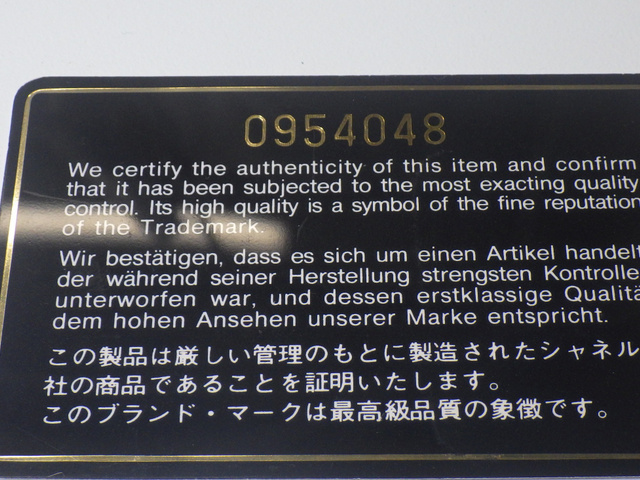 0954048
We certify the authenticity of this item and confirm
that it has been subjected to the most exacting quality
control. Its high quality is a symbol of the fine reputation
of the Trademark.
Wir bestätigen, dass es sich um einen Artikel handelt
der während seiner Herstellung strengsten Kontrolle
unterworfen war, und dessen erstklassige Qualitä
dem hohen Ansehen unserer Marke entspricht.
この製品は厳しい管理のもとに製造されたシャネル
社の商品であることを証明いたします。
このブランド・マークは最高級品質の象徴です。